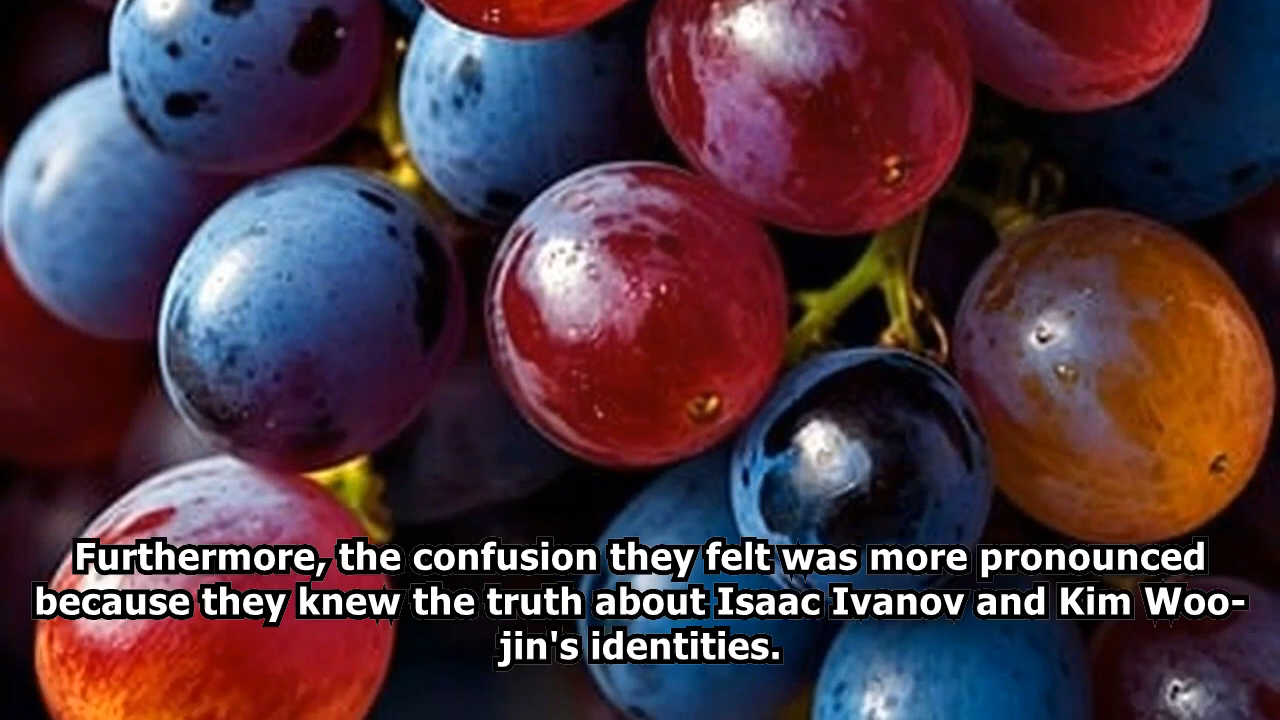 Furthermore, the confusion they felt was more pronounced
because they knew the truth about Isaac Ivanov and Kim Woo-
jin's identities.